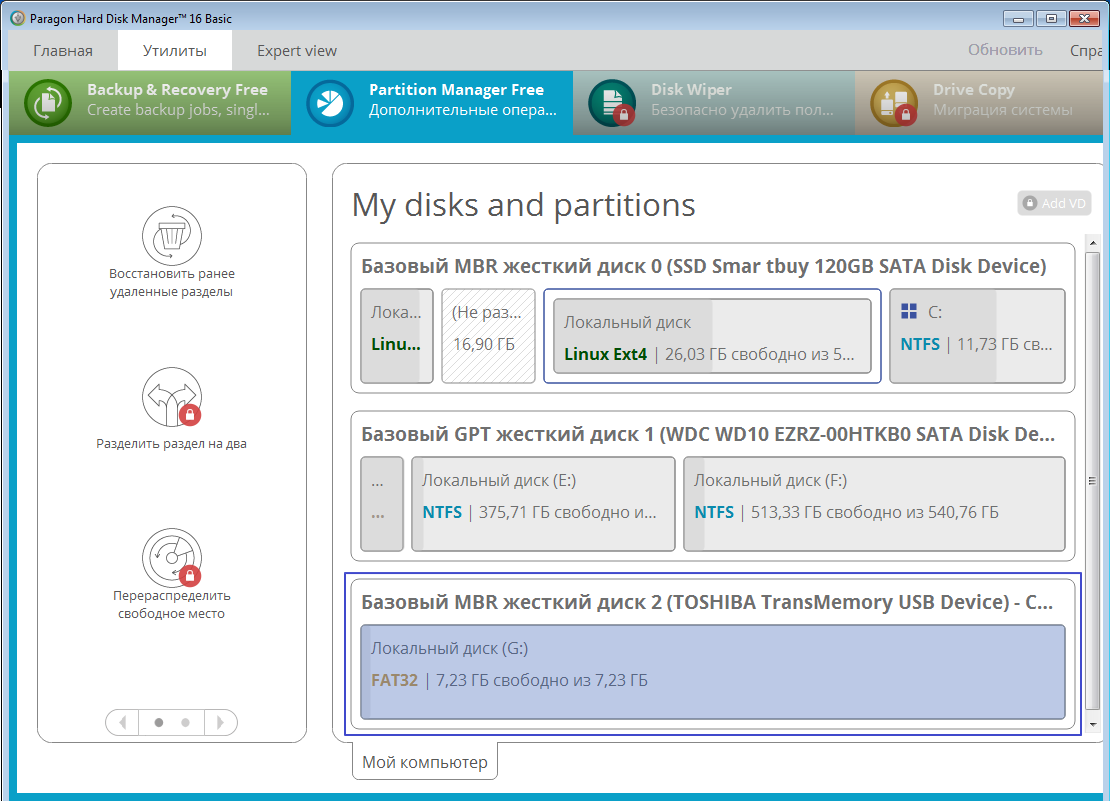 Paragon Hard Disk Manager™ 16 Basic
Главная
Утилиты
Expert view
Обновить
Спра
Backup & Recovery Free
Create backup jobs, singl...
Partition Manager Free
Дополнительные опера...
Disk Wiper
Безопасно удалить пол...
Drive Copy
Миграция системы
Восстановить ранее
удаленные разделы
Разделить раздел на два
Перераспределить
свободное место
My disks and partitions
Add VD
Базовый MBR жесткий диск 0 (SSD Smar tbuy 120GB SATA Disk Device)
Лока...
Linu...
(Не раз...
16,90 ГБ
Локальный диск
Linux Ext4 | 26,03 ГБ свободно из 5...
C:
NTFS | 11,73 ГБ св...
Базовый GPT жесткий диск 1 (WDC WD10 EZRZ-00HTKB0 SATA Disk De...
...
...
Локальный диск (E:)
NTFS | 375,71 ГБ свободно и...
Локальный диск (F:)
NTFS | 513,33 ГБ свободно из 540,76 ГБ
Базовый MBR жесткий диск 2 (TOSHIBA TransMemory USB Device) - C...
Локальный диск (G:)
FAT32 | 7,23 ГБ свободно из 7,23 ГБ
Мой компьютер